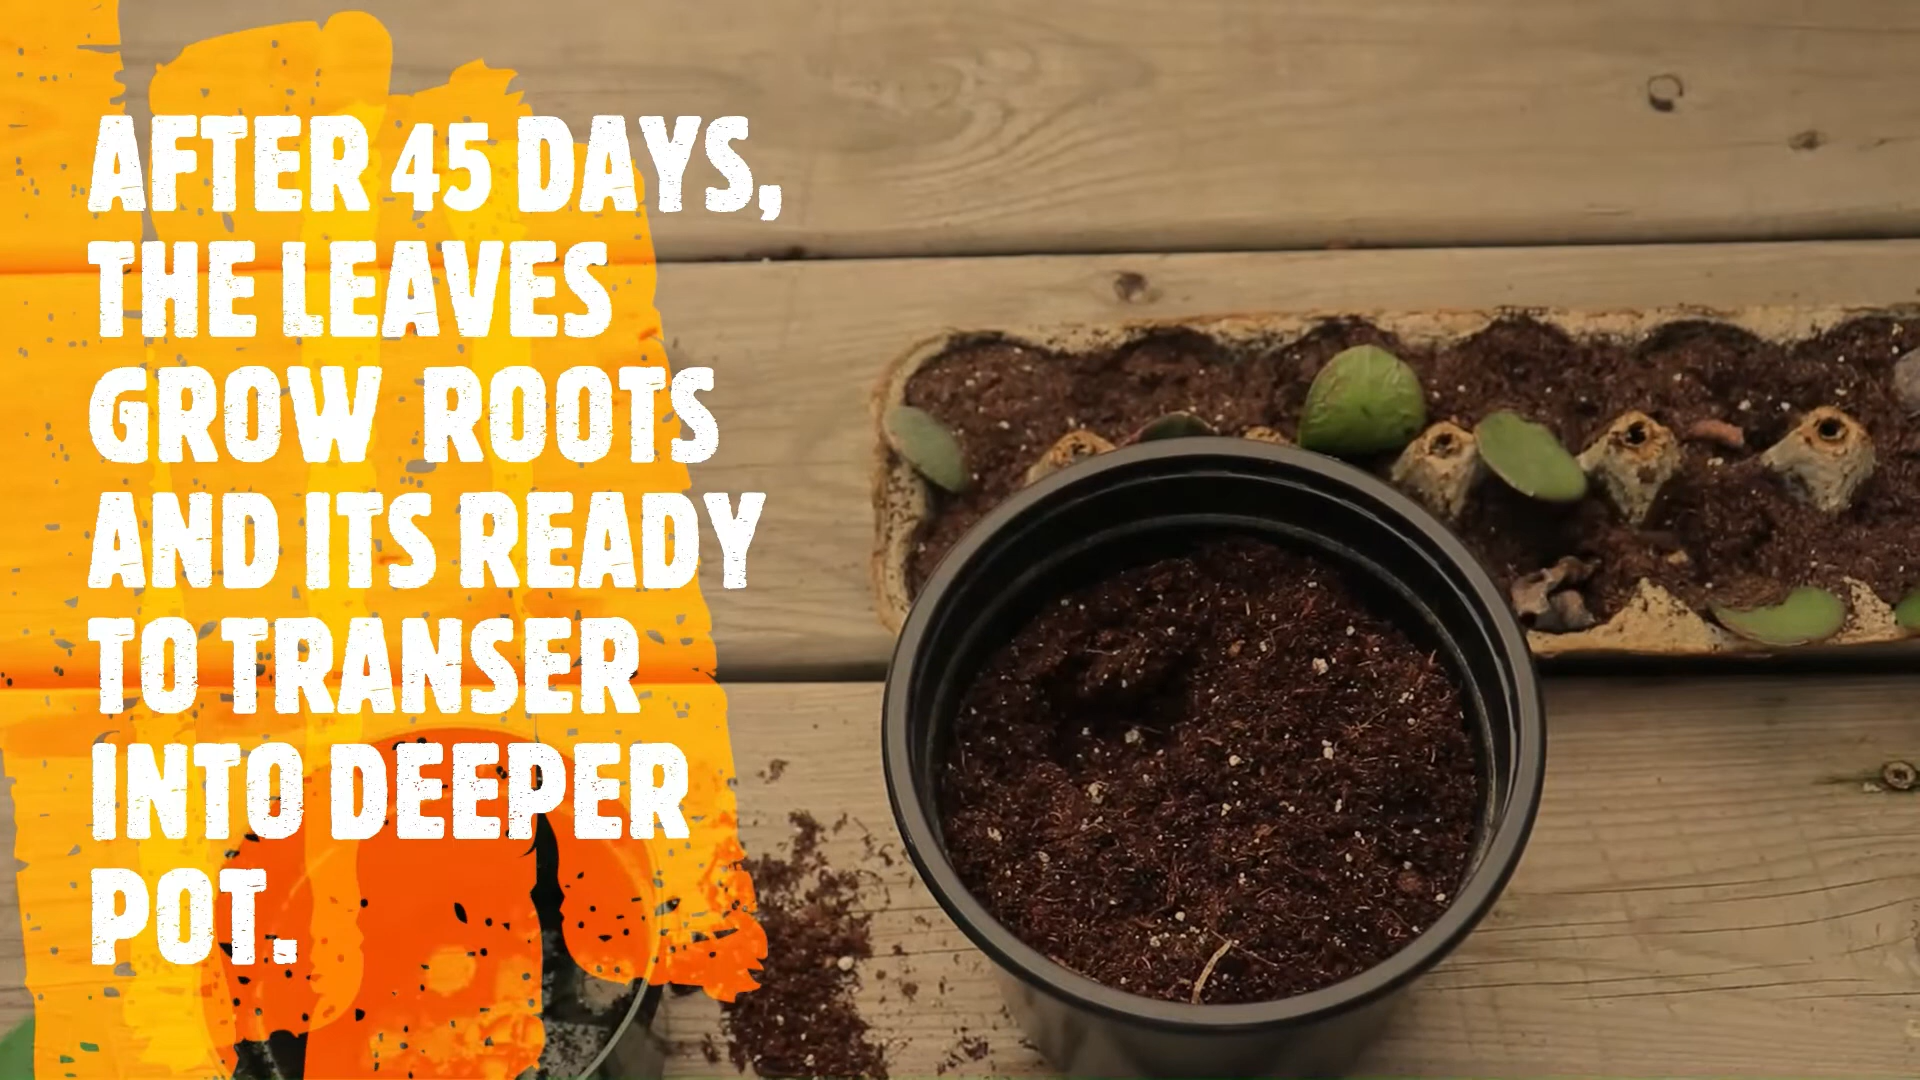 AFTER 45 DAYS,
THE LEAVES
GROW  ROOTS
AND ITS READY
TO TRANSER
INTO DEEPER
POT.